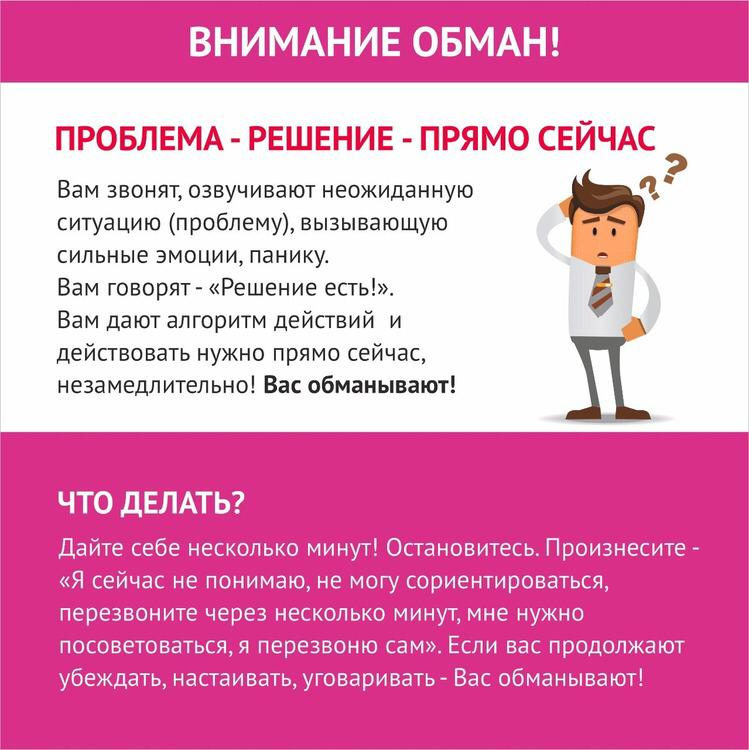 ВНИМАНИЕ ОБМАН!
ПРОБЛЕМА - РЕШЕНИЕ - ПРЯМО СЕЙЧАС
Вам звонят, озвучивают неожиданную
ситуацию (проблему), вызывающую
сильные эмоции, панику.
Вам говорят - «Решение есть!».
Вам дают алгоритм действий и
действовать нужно прямо сейчас,
незамедлительно! Вас обманывают!
??
ЧТО ДЕЛАТЬ?
Дайте себе несколько минут! Остановитесь. Произнесите -
«Я сейчас не понимаю, не могу сориентироваться,
перезвоните через несколько минут, мне нужно
посоветоваться, я перезвоню сам». Если вас продолжают
убеждать, настаивать, уговаривать - Вас обманывают!